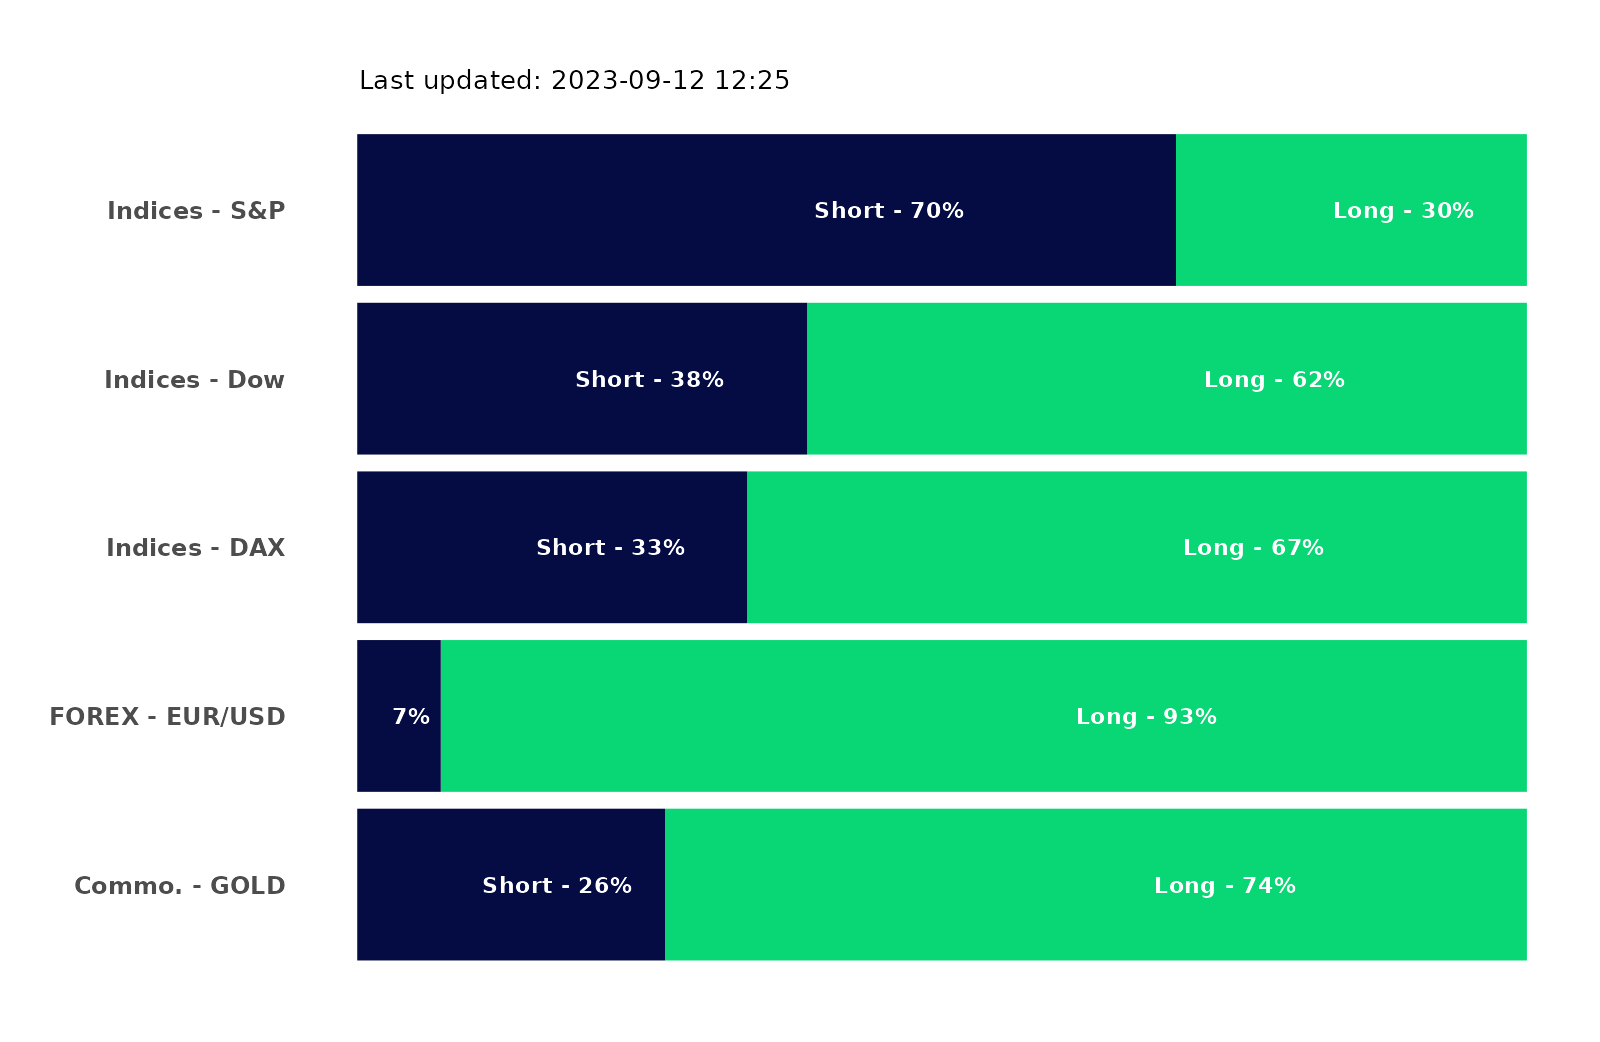 Last updated: 2023-09-12 12:25
Indices - S&P Short - 70% Long - 30%
Indices - Dow Short - 38% Long - 62%
Indices - DAX Short - 33% Long - 67%
FOREX - EUR/USD 7% Long - 93%
Commo. - GOLD Short - 26% Long - 74%